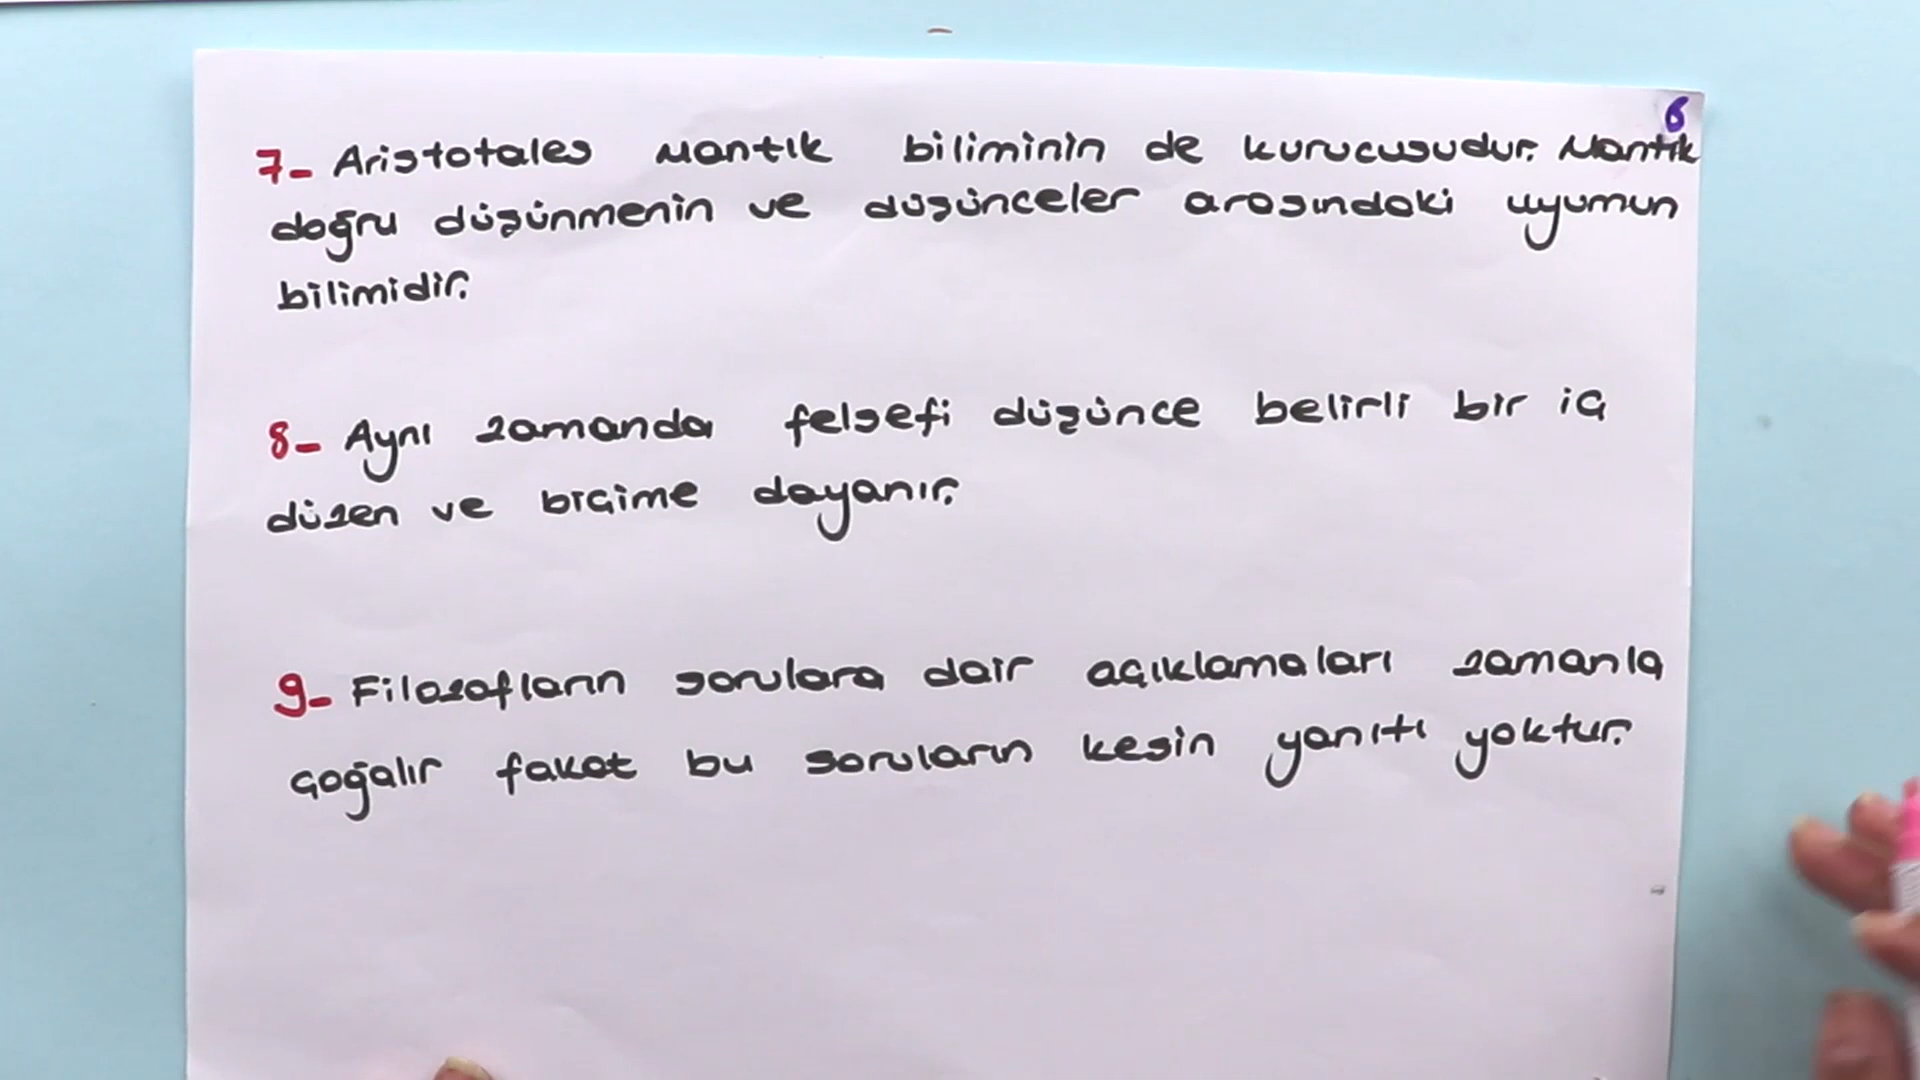 6
7- Aristotales Mantık biliminin de kurucusudur. Mantık
doğru düşünmenin ve düşünceler arasındaki uyumun
bilimidir.
8- Aynı zamanda felsefi düşünce belirli bir iç
düzen ve biçime dayanır.
9- Filozofların sorulara dair açıklamaları zamanla
çoğalır fakat bu soruların kesin yanıtı yoktur.